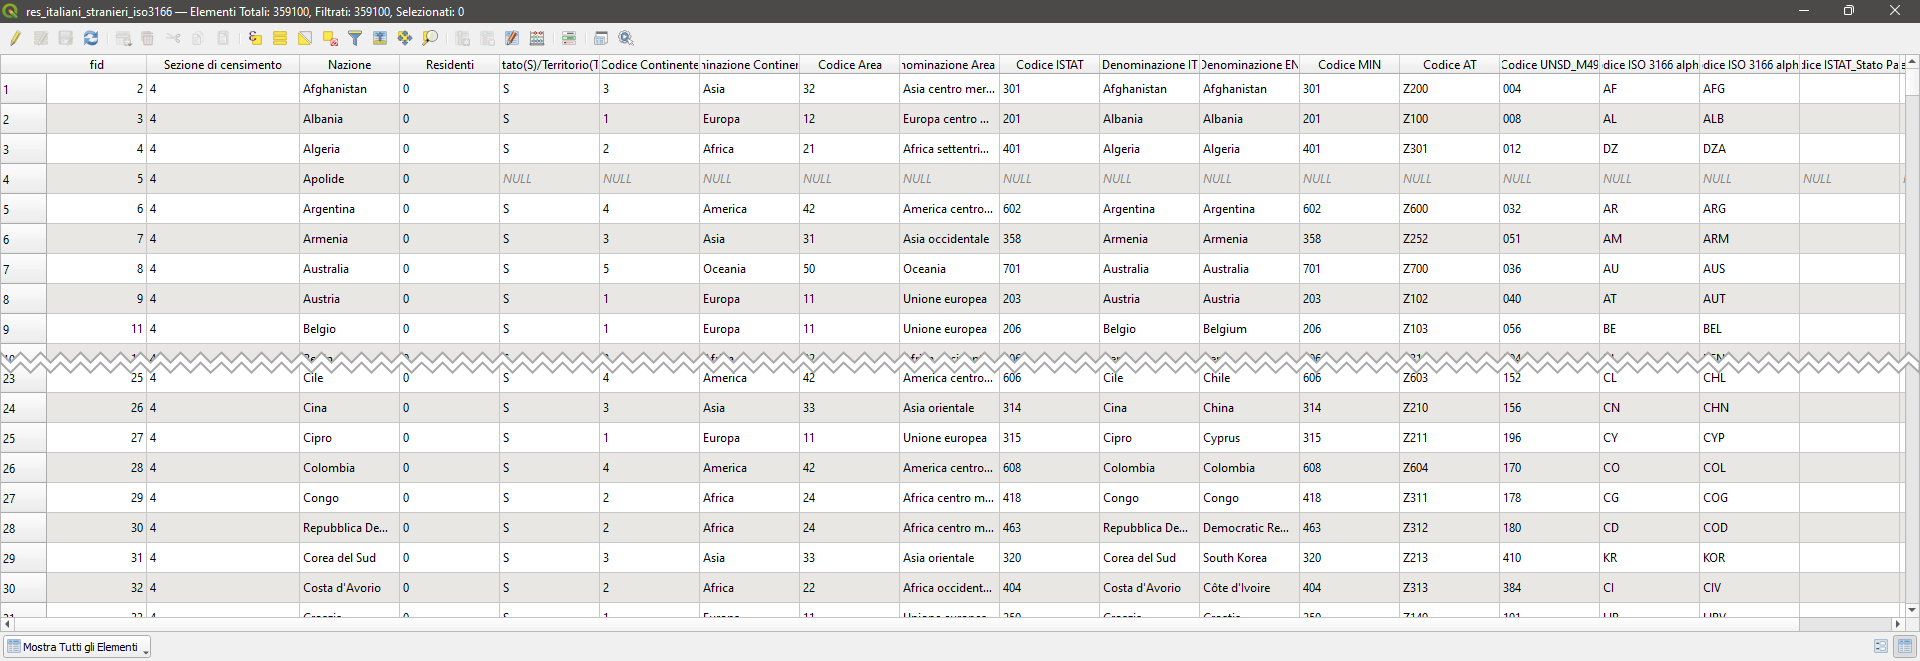 res_italiani_stranieri_iso3166 — Elementi Totali: 359100, Filtrati: 359100, Selezionati: 0
fid Sezione di censimento Nazione Residenti tato(S)/Territorio(T Codice Continente ninazione Continer Codice Area nominazione Area Codice ISTAT Denominazione IT Denominazione EN Codice MIN Codice AT Codice UNSD_M49 dice ISO 3166 alph dice ISO 3166 alph dice ISTAT_Stato Pa
1 2 4 Afghanistan 0 S 3 Asia 32 Asia centro mer... 301 Afghanistan Afghanistan 301 Z200 004 AF AFG
2 3 4 Albania 0 S 1 Europa 12 Europa centro ... 201 Albania Albania 201 Z100 008 AL ALB
3 4 4 Algeria 0 S 2 Africa 21 Africa settentri... 401 Algeria Algeria 401 Z301 012 DZ DZA
4 5 4 Apolide 0 NULL NULL NULL NULL NULL NULL NULL NULL NULL NULL NULL NULL NULL NULL
5 6 4 Argentina 0 S 4 America 42 America centro... 602 Argentina Argentina 602 Z600 032 AR ARG
6 7 4 Armenia 0 S 3 Asia 31 Asia occidentale 358 Armenia Armenia 358 Z252 051 AM ARM
7 8 4 Australia 0 S 5 Oceania 50 Oceania 701 Australia Australia 701 Z700 036 AU AUS
8 9 4 Austria 0 S 1 Europa 11 Unione europea 203 Austria Austria 203 Z102 040 AT AUT
9 11 4 Belgio 0 S 1 Europa 11 Unione europea 206 Belgio Belgium 206 Z103 056 BE BEL
23 25 4 Cile 0 S 4 America 42 America centro... 606 Cile Chile 606 Z603 152 CL CHL
24 26 4 Cina 0 S 3 Asia 33 Asia orientale 314 Cina China 314 Z210 156 CN CHN
25 27 4 Cipro 0 S 1 Europa 11 Unione europea 315 Cipro Cyprus 315 Z211 196 CY CYP
26 28 4 Colombia 0 S 4 America 42 America centro... 608 Colombia Colombia 608 Z604 170 CO COL
27 29 4 Congo 0 S 2 Africa 24 Africa centro m... 418 Congo Congo 418 Z311 178 CG COG
28 30 4 Repubblica De... 0 S 2 Africa 24 Africa centro m... 463 Repubblica De... Democratic Re... 463 Z312 180 CD COD
29 31 4 Corea del Sud 0 S 3 Asia 33 Asia orientale 320 Corea del Sud South Korea 320 Z213 410 KR KOR
30 32 4 Costa d'Avorio 0 S 2 Africa 22 Africa occident... 404 Costa d'Avorio Côte d'Ivoire 404 Z313 384 CI CIV
Mostra Tutti gli Elementi